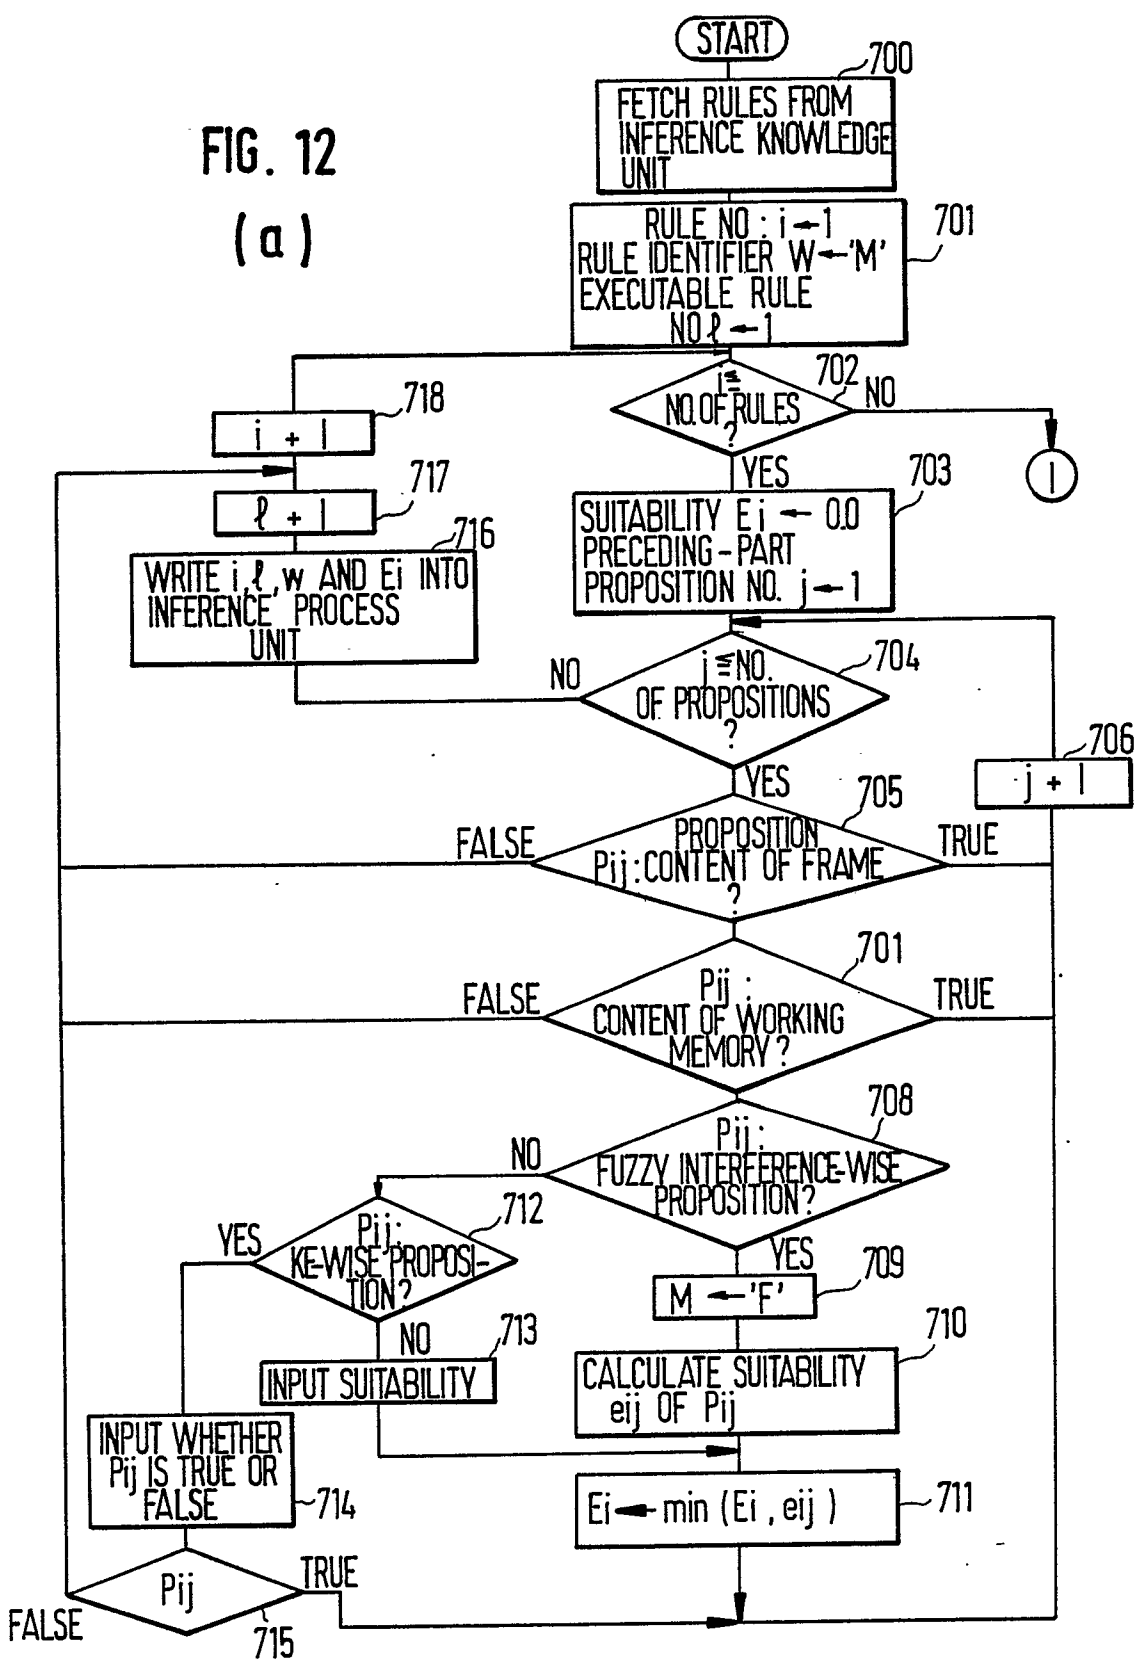 START
700
FETCH RULES FROM
INFERENCE KNOWLEDGE
UNIT
FIG. 12
(a)
701
RULE NO : i ← 1
RULE IDENTIFIER W ← 'M'
EXECUTABLE RULE
NO ℓ ← 1
702
i ≦
NO. OF RULES
?
NO
1
YES
718
i + 1
717
ℓ + 1
716
WRITE i, ℓ, w AND Ei INTO
INFERENCE PROCESS
UNIT
703
SUITABILITY Ei ← 0.0
PRECEDING-PART
PROPOSITION NO. j ← 1
704
j ≦ NO.
OF PROPOSITIONS
?
NO
YES
706
j + 1
705
PROPOSITION
Pij : CONTENT OF FRAME
?
FALSE
TRUE
701
Pij :
CONTENT OF WORKING
MEMORY ?
FALSE
TRUE
708
Pij :
FUZZY INTERFERENCE-WISE
PROPOSITION ?
NO
YES
712
Pij :
KE-WISE PROPOSI-
TION ?
YES
NO
709
M ← 'F'
713
INPUT SUITABILITY
710
CALCULATE SUITABILITY
eij OF Pij
714
INPUT WHETHER
Pij IS TRUE OR
FALSE
711
Ei ← min (Ei , eij )
715
Pij
TRUE
FALSE